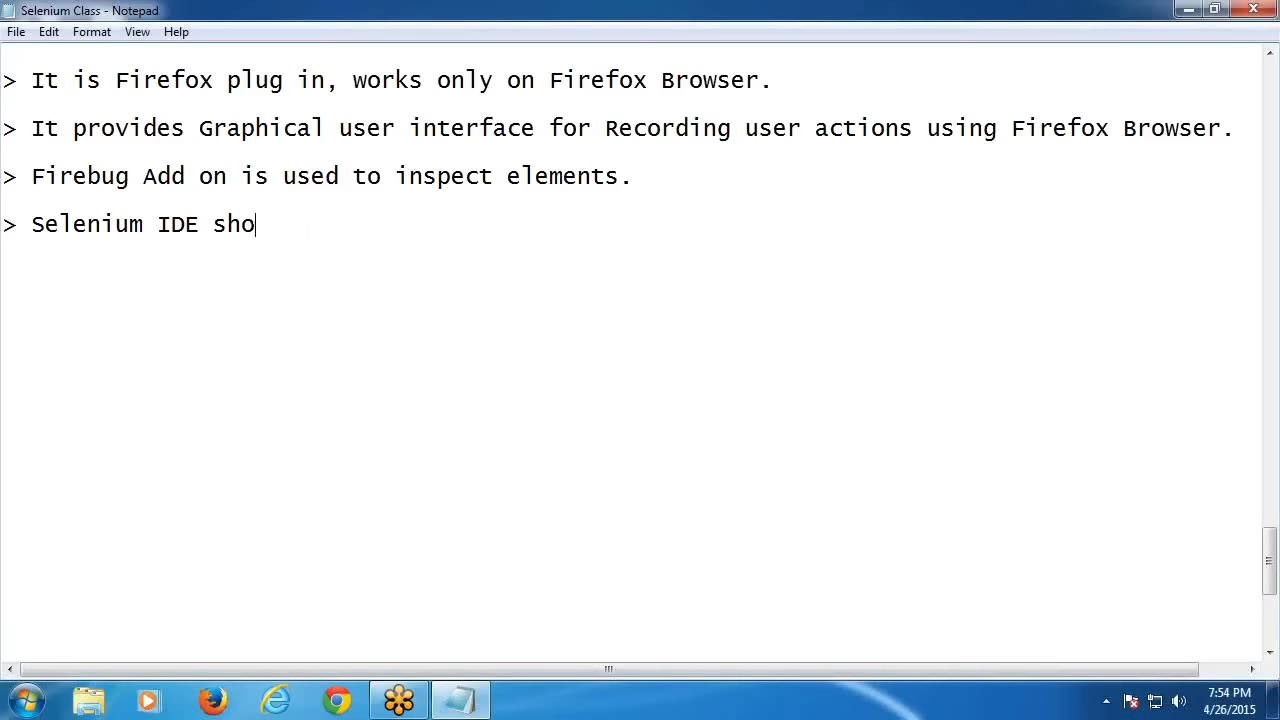 Selenium Class - Notepad
File Edit Format View Help
> It is Firefox plug in, works only on Firefox Browser.
> It provides Graphical user interface for Recording user actions using Firefox Browser.
> Firebug Add on is used to inspect elements.
> Selenium IDE sho
7:54 PM
4/26/2015